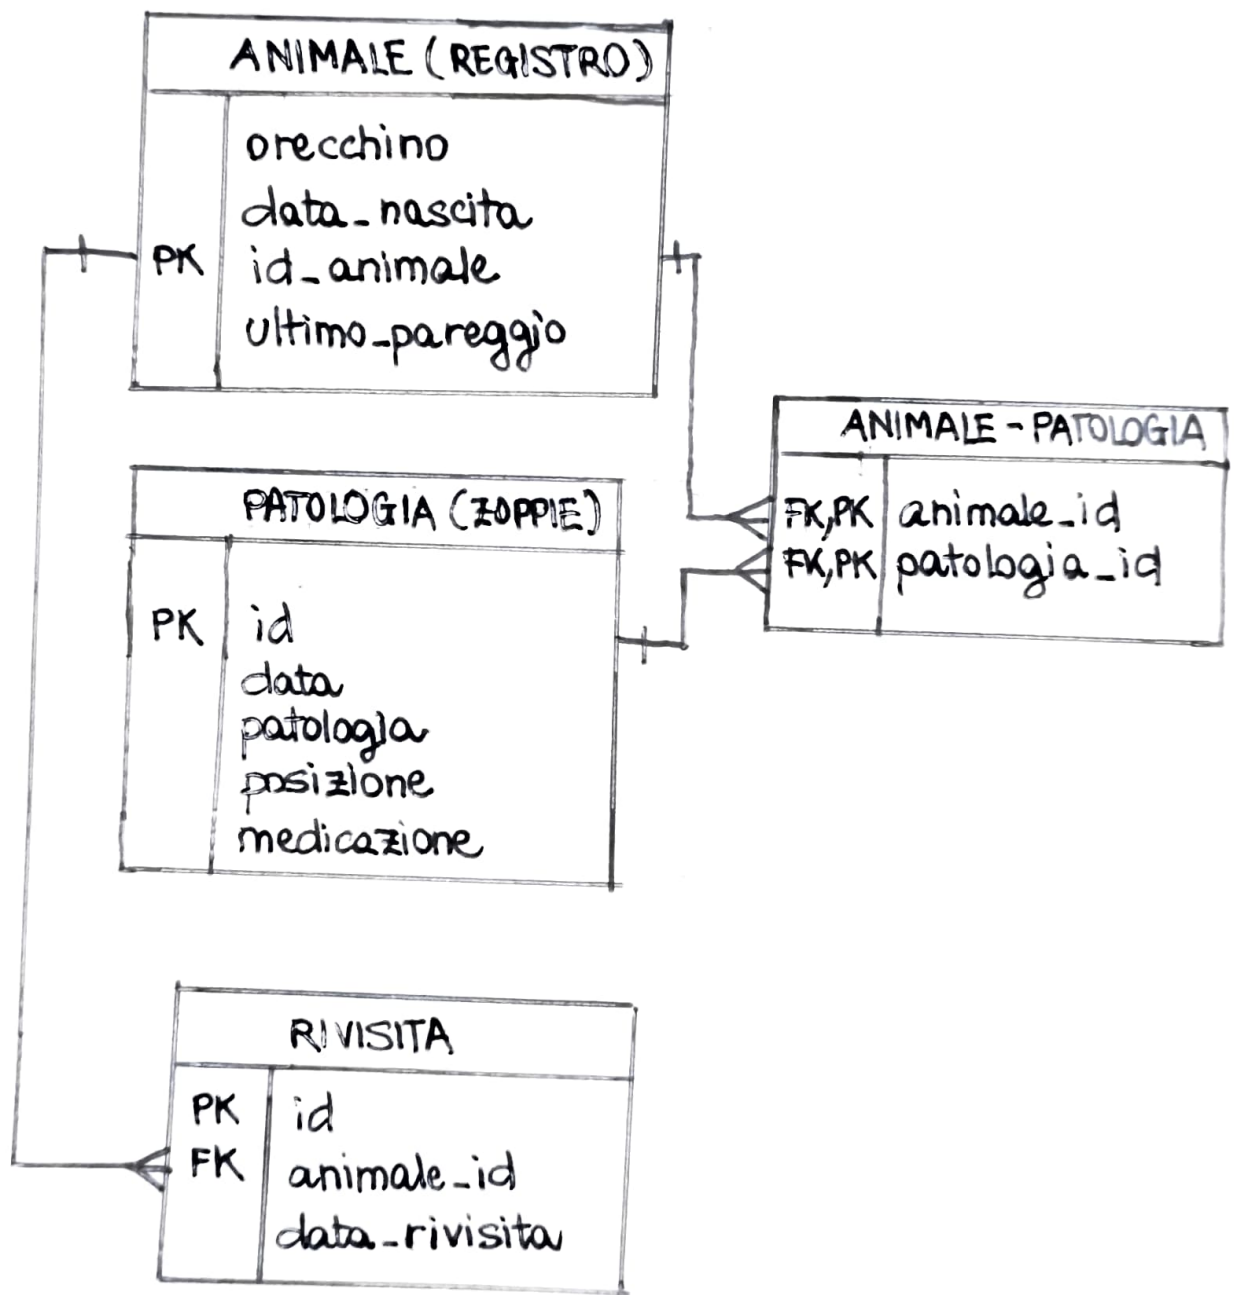 ANIMALE (REGISTRO)
orecchino
data_nascita
PK id_animale
ultimo_pareggio
ANIMALE - PATOLOGIA
FK,PK animale_id
FK,PK patologia_id
PATOLOGIA (ZOPPIE)
PK id
data
patologia
posizione
medicazione
RIVISITA
PK id
FK animale_id
data_rivisita